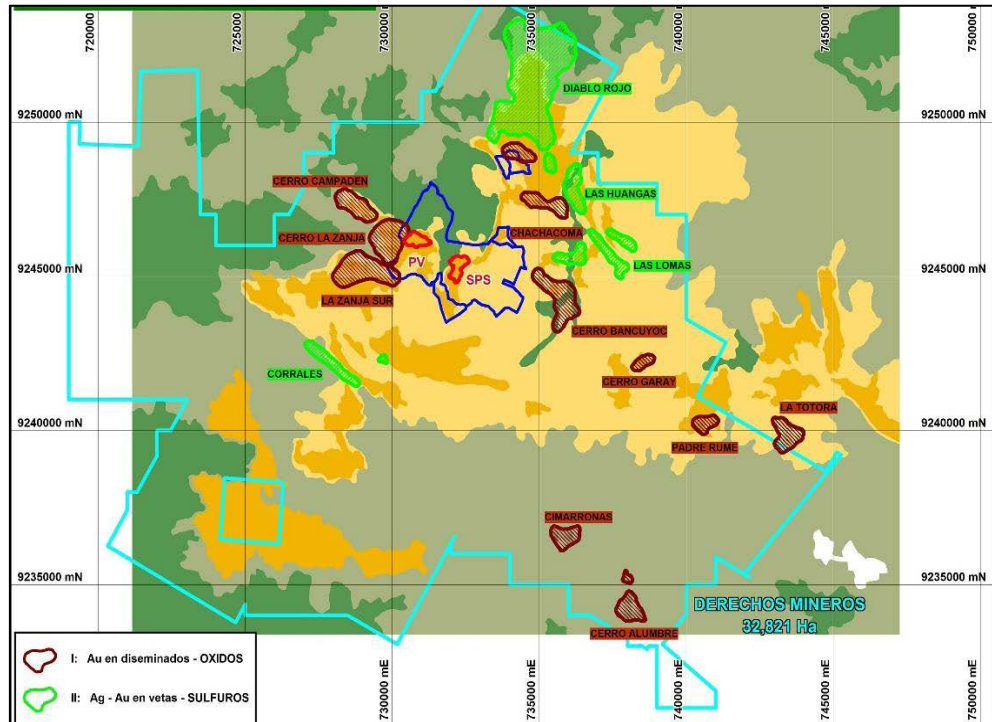 720000
725000
730000
735000 mE
740000 mE
745000 mE
750000 mE
9250000 mN
9250000 mN
DIABLO ROJO
CERRO CAMPADEN
LAS HUANGAS
CHACHACOMA
CERRO LA ZANJA
PV
SPS
LAS LOMAS
9245000 mN
9245000 mN
LA ZANJA SUR
CERRO BANCUYOC
CORRALES
CERRO GARAY
LA TOTORA
9240000 mN
9240000 mN
PADRE RUME
CIMARRONAS
9235000 mN
9235000 mN
DERECHOS MINEROS
32,821 Ha
CERRO ALUMBRE
I: Au en diseminados - OXIDOS
II: Ag - Au en vetas - SULFUROS
730000 mE
735000 mE
740000 mE
745000 mE
750000 mE